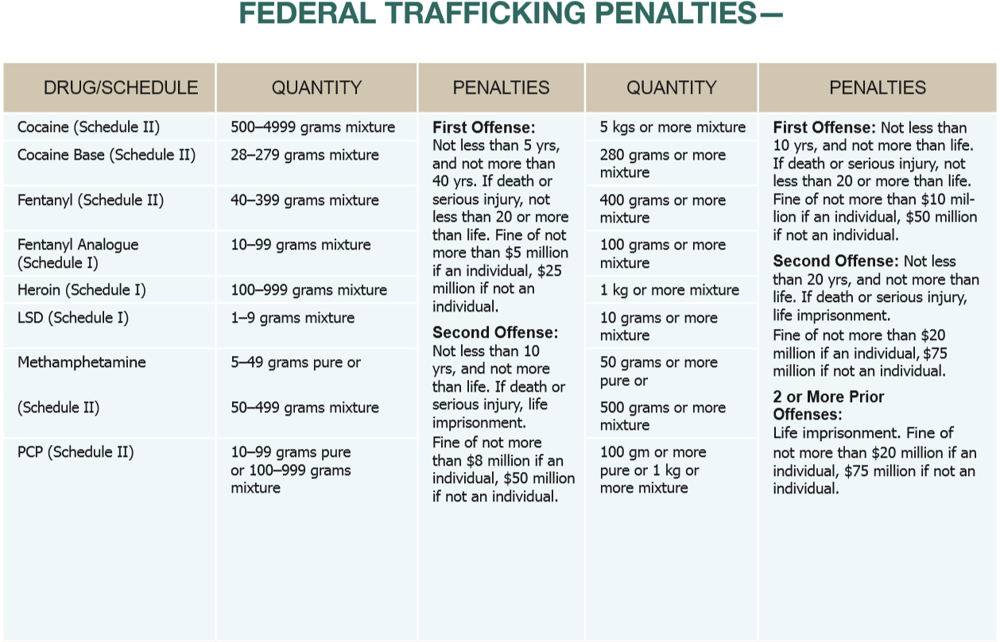 FEDERAL TRAFFICKING PENALTIES—
DRUG/SCHEDULE
QUANTITY
PENALTIES
QUANTITY
PENALTIES
Cocaine (Schedule II)
500–4999 grams mixture
Cocaine Base (Schedule II)
28–279 grams mixture
Fentanyl (Schedule II)
40–399 grams mixture
Fentanyl Analogue
(Schedule I)
10–99 grams mixture
Heroin (Schedule I)
100–999 grams mixture
LSD (Schedule I)
1–9 grams mixture
Methamphetamine
5–49 grams pure or
(Schedule II)
50–499 grams mixture
PCP (Schedule II)
10–99 grams pure
or 100–999 grams
mixture
First Offense:
Not less than 5 yrs,
and not more than
40 yrs. If death or
serious injury, not
less than 20 or more
than life. Fine of not
more than $5 million
if an individual, $25
million if not an
individual.
Second Offense:
Not less than 10
yrs, and not more
than life. If death or
serious injury, life
imprisonment.
Fine of not more
than $8 million if an
individual, $50 million
if not an individual.
5 kgs or more mixture
280 grams or more
mixture
400 grams or more
mixture
100 grams or more
mixture
1 kg or more mixture
10 grams or more
mixture
50 grams or more
pure or
500 grams or more
mixture
100 gm or more
pure or 1 kg or
more mixture
First Offense: Not less than
10 yrs, and not more than life.
If death or serious injury, not
less than 20 or more than life.
Fine of not more than $10 mil-
lion if an individual, $50 million
if not an individual.
Second Offense: Not less
than 20 yrs, and not more than
life. If death or serious injury,
life imprisonment.
Fine of not more than $20
million if an individual, $75
million if not an individual.
2 or More Prior
Offenses:
Life imprisonment. Fine of
not more than $20 million if an
individual, $75 million if not an
individual.